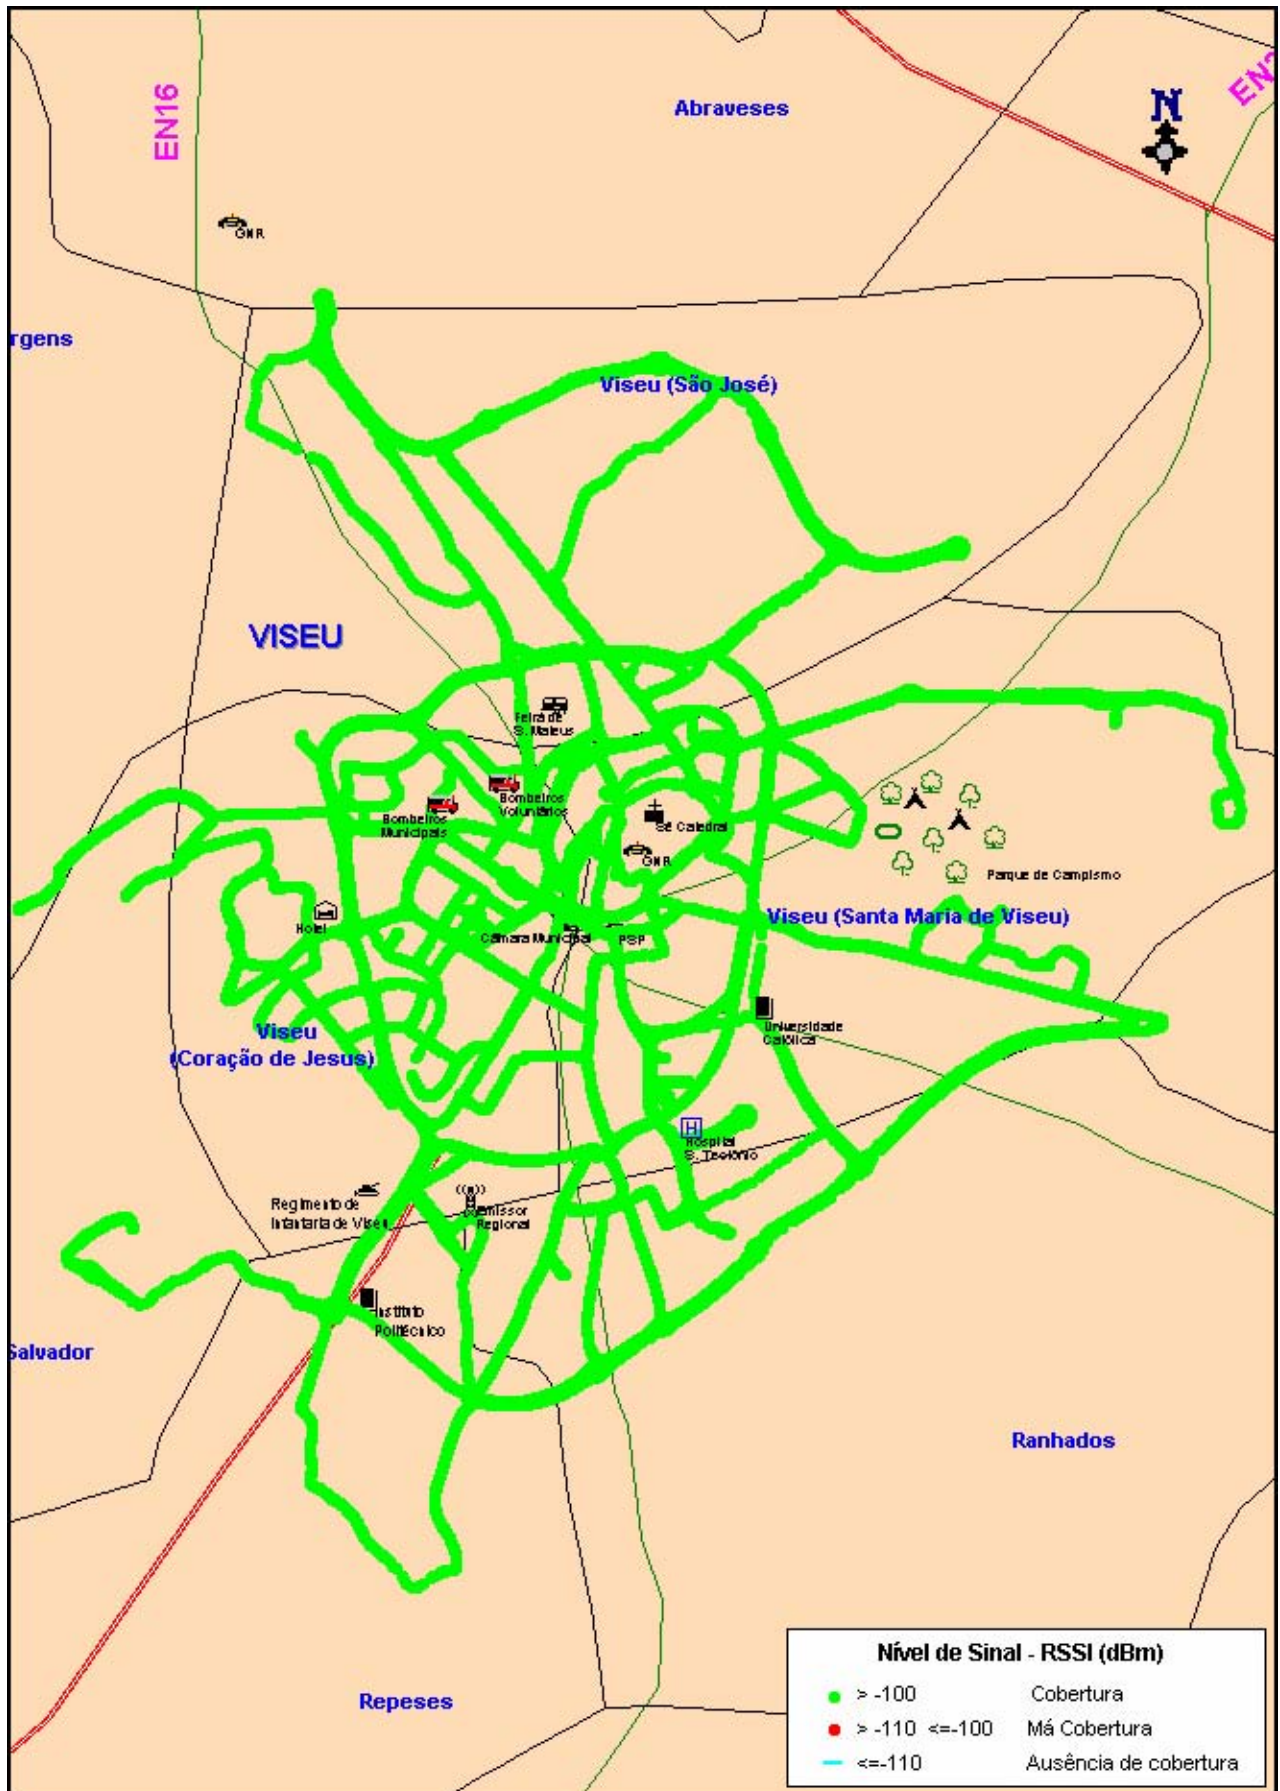 EN16
Abraveses
N
GNR
rgens
Viseu (São José)
VISEU
Feira de
S. Mateus
Bombeiros
Voluntários
Bombeiros
Municipais
Sé Catedral
GNR
Parque de Campismo
Viseu (Santa Maria de Viseu)
Hotel
Câmara Municipal
PSP
Universidade
Católica
Viseu
(Coração de Jesus)
H
Hospital
S. Teotónio
Regimento de
Infantaria de Viseu
Emissor
Regional
Instituto
Politécnico
Salvador
Ranhados
Repeses
Nível de Sinal - RSSI (dBm)
> -100 Cobertura
> -110 <=-100 Má Cobertura
<=-110 Ausência de cobertura